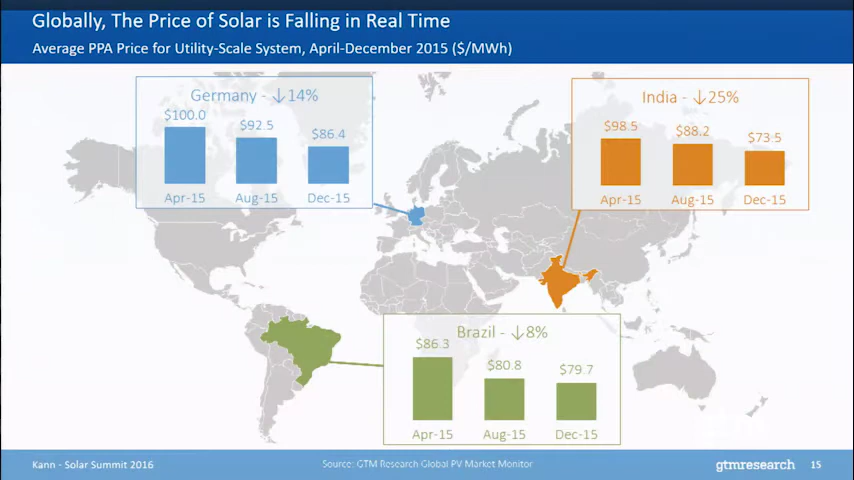 Globally, The Price of Solar is Falling in Real Time
Average PPA Price for Utility-Scale System, April-December 2015 ($/MWh)
Germany - ↓14%
$100.0
$92.5
$86.4
Apr-15
Aug-15
Dec-15
India - ↓25%
$98.5
$88.2
$73.5
Apr-15
Aug-15
Dec-15
Brazil - ↓8%
$86.3
$80.8
$79.7
Apr-15
Aug-15
Dec-15
Kann - Solar Summit 2016
Source: GTM Research Global PV Market Monitor
gtmresearch
15